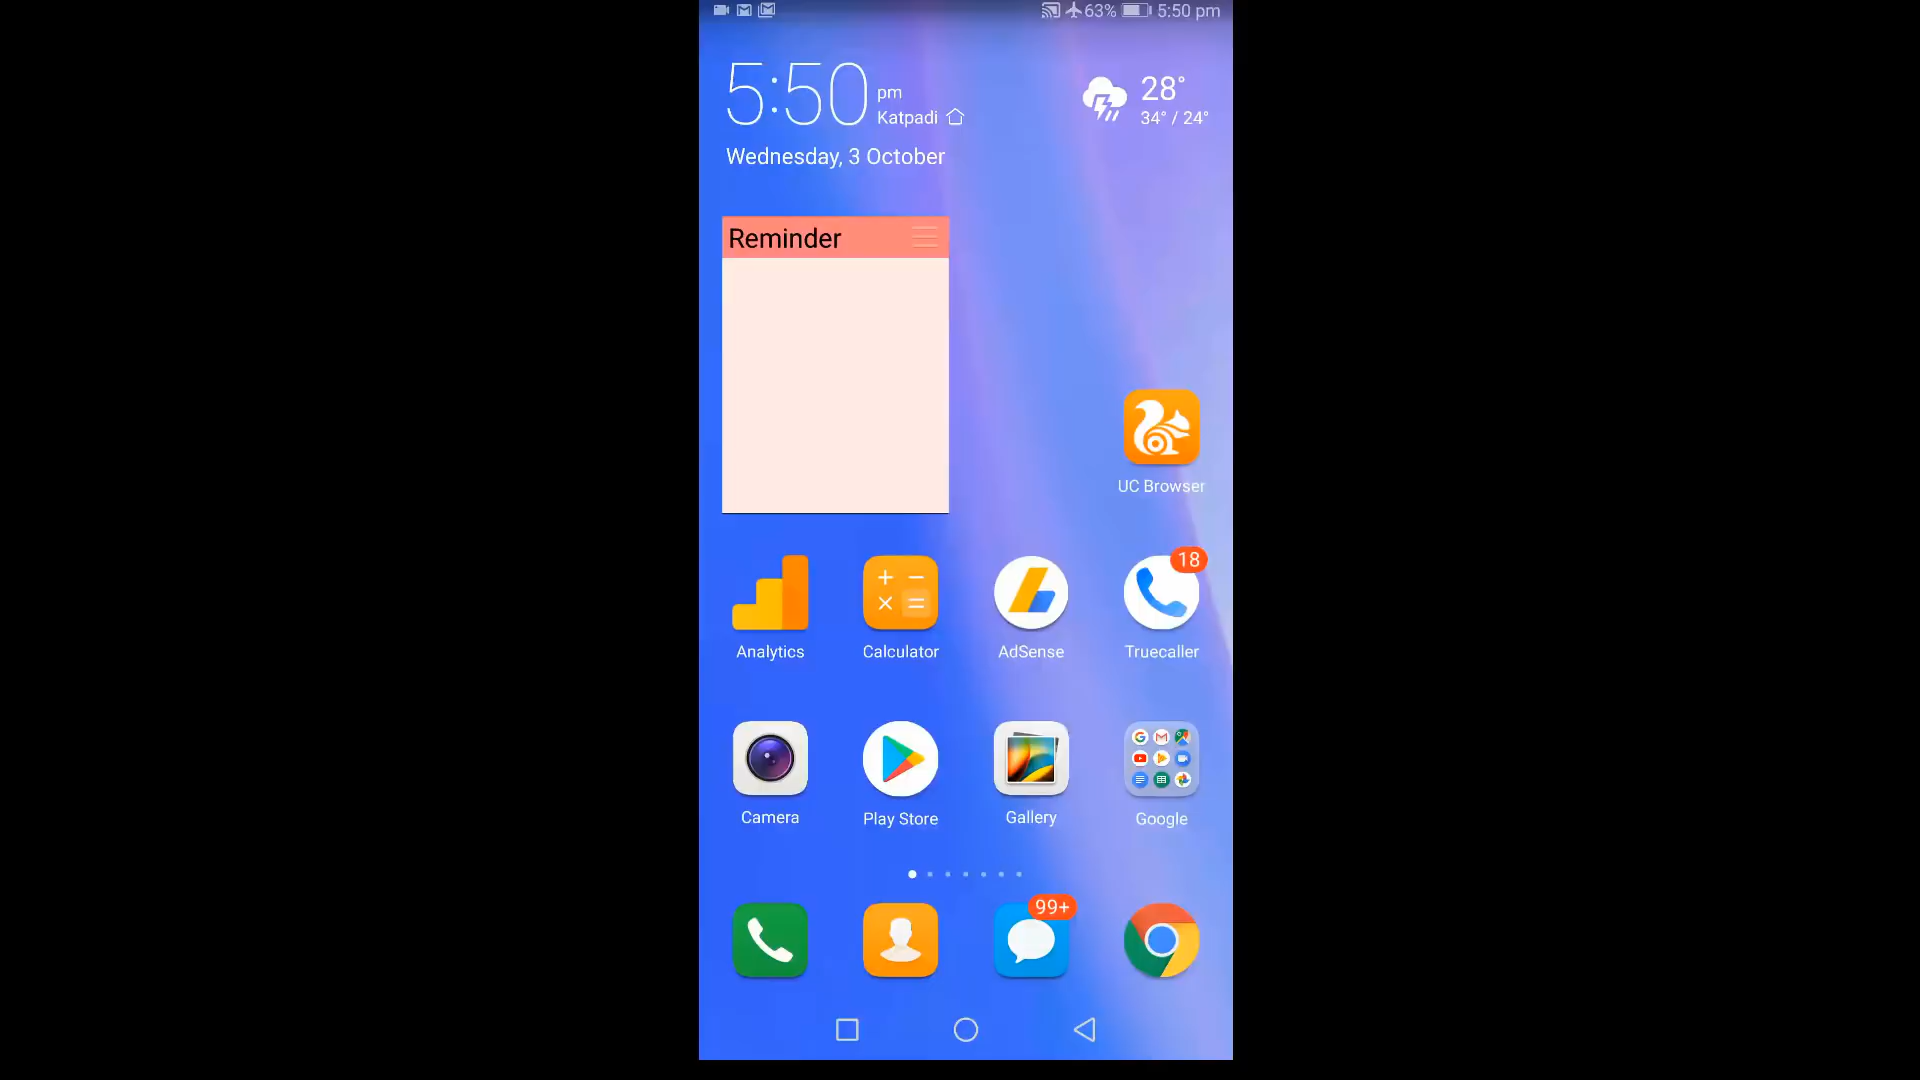 63% 5:50 pm
5:50 pm
Katpadi
Wednesday, 3 October
28°
34° / 24°
Reminder
UC Browser
18
Analytics
Calculator
AdSense
Truecaller
Camera
Play Store
Gallery
Google
99+